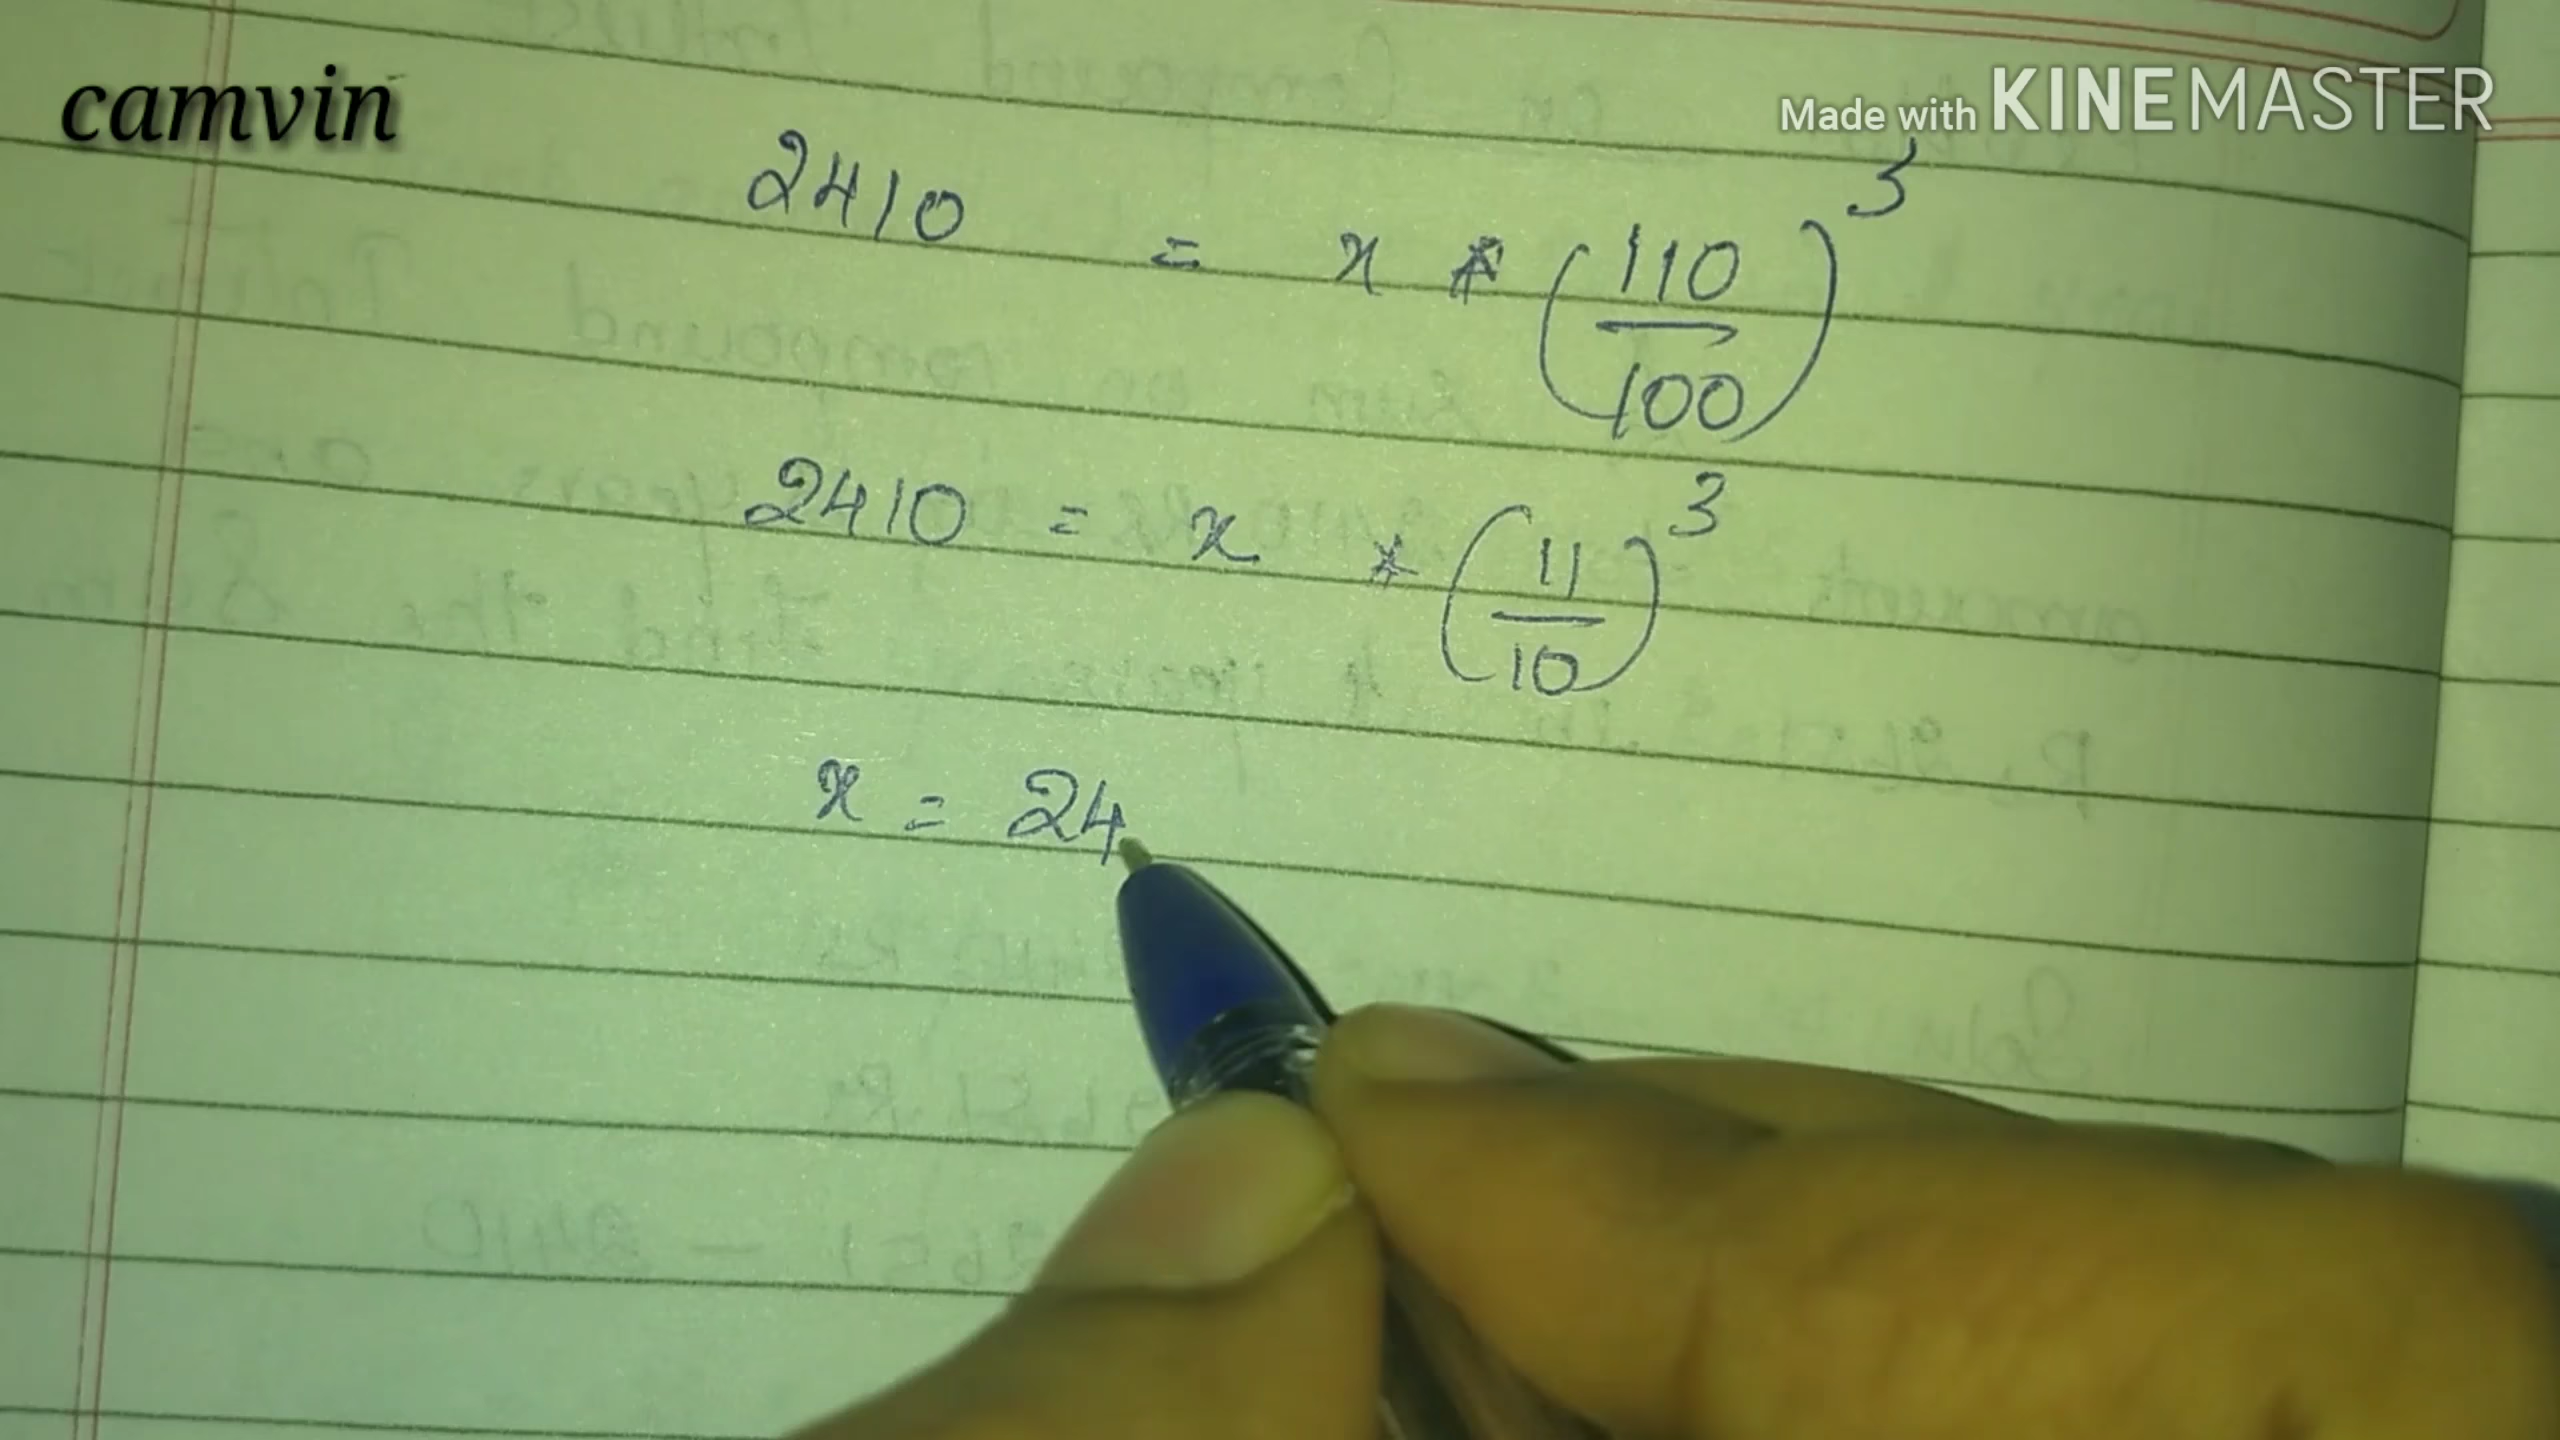 camvin
Made with KINEMASTER
2410 = x * (110/100)^3
2410 = x * (11/10)^3
x = 24